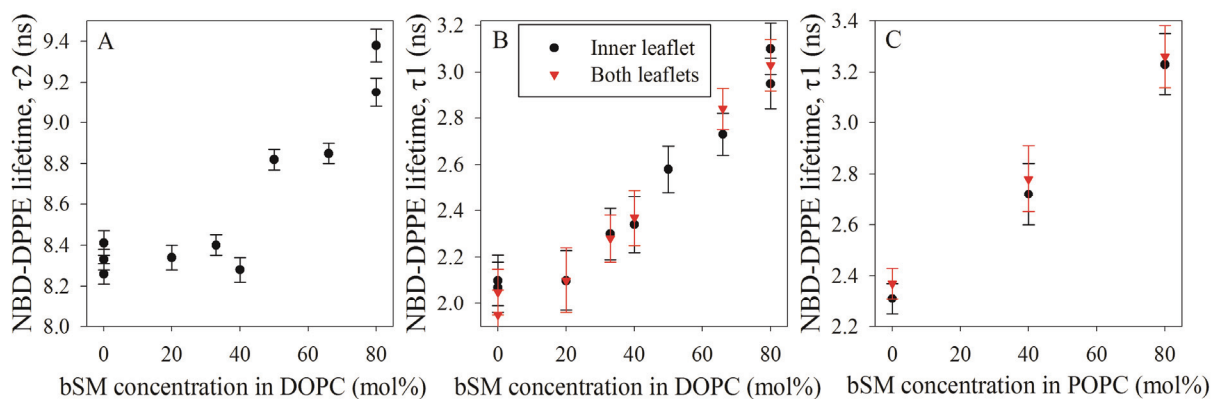 A
NBD-DPPE lifetime, τ2 (ns)
9.4
9.2
9.0
8.8
8.6
8.4
8.2
8.0
0 20 40 60 80
bSM concentration in DOPC (mol%)
B
Inner leaflet
Both leaflets
NBD-DPPE lifetime, τ1 (ns)
3.2
3.0
2.8
2.6
2.4
2.2
2.0
0 20 40 60 80
bSM concentration in DOPC (mol%)
C
NBD-DPPE lifetime, τ1 (ns)
3.4
3.2
3.0
2.8
2.6
2.4
2.2
0 20 40 60 80
bSM concentration in POPC (mol%)